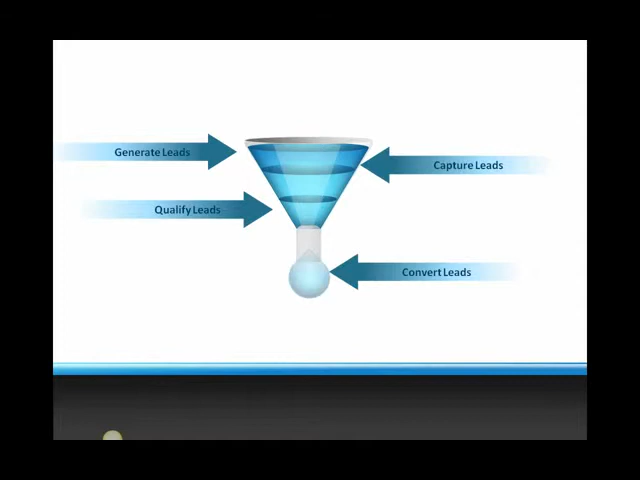 Generate Leads
Capture Leads
Qualify Leads
Convert Leads